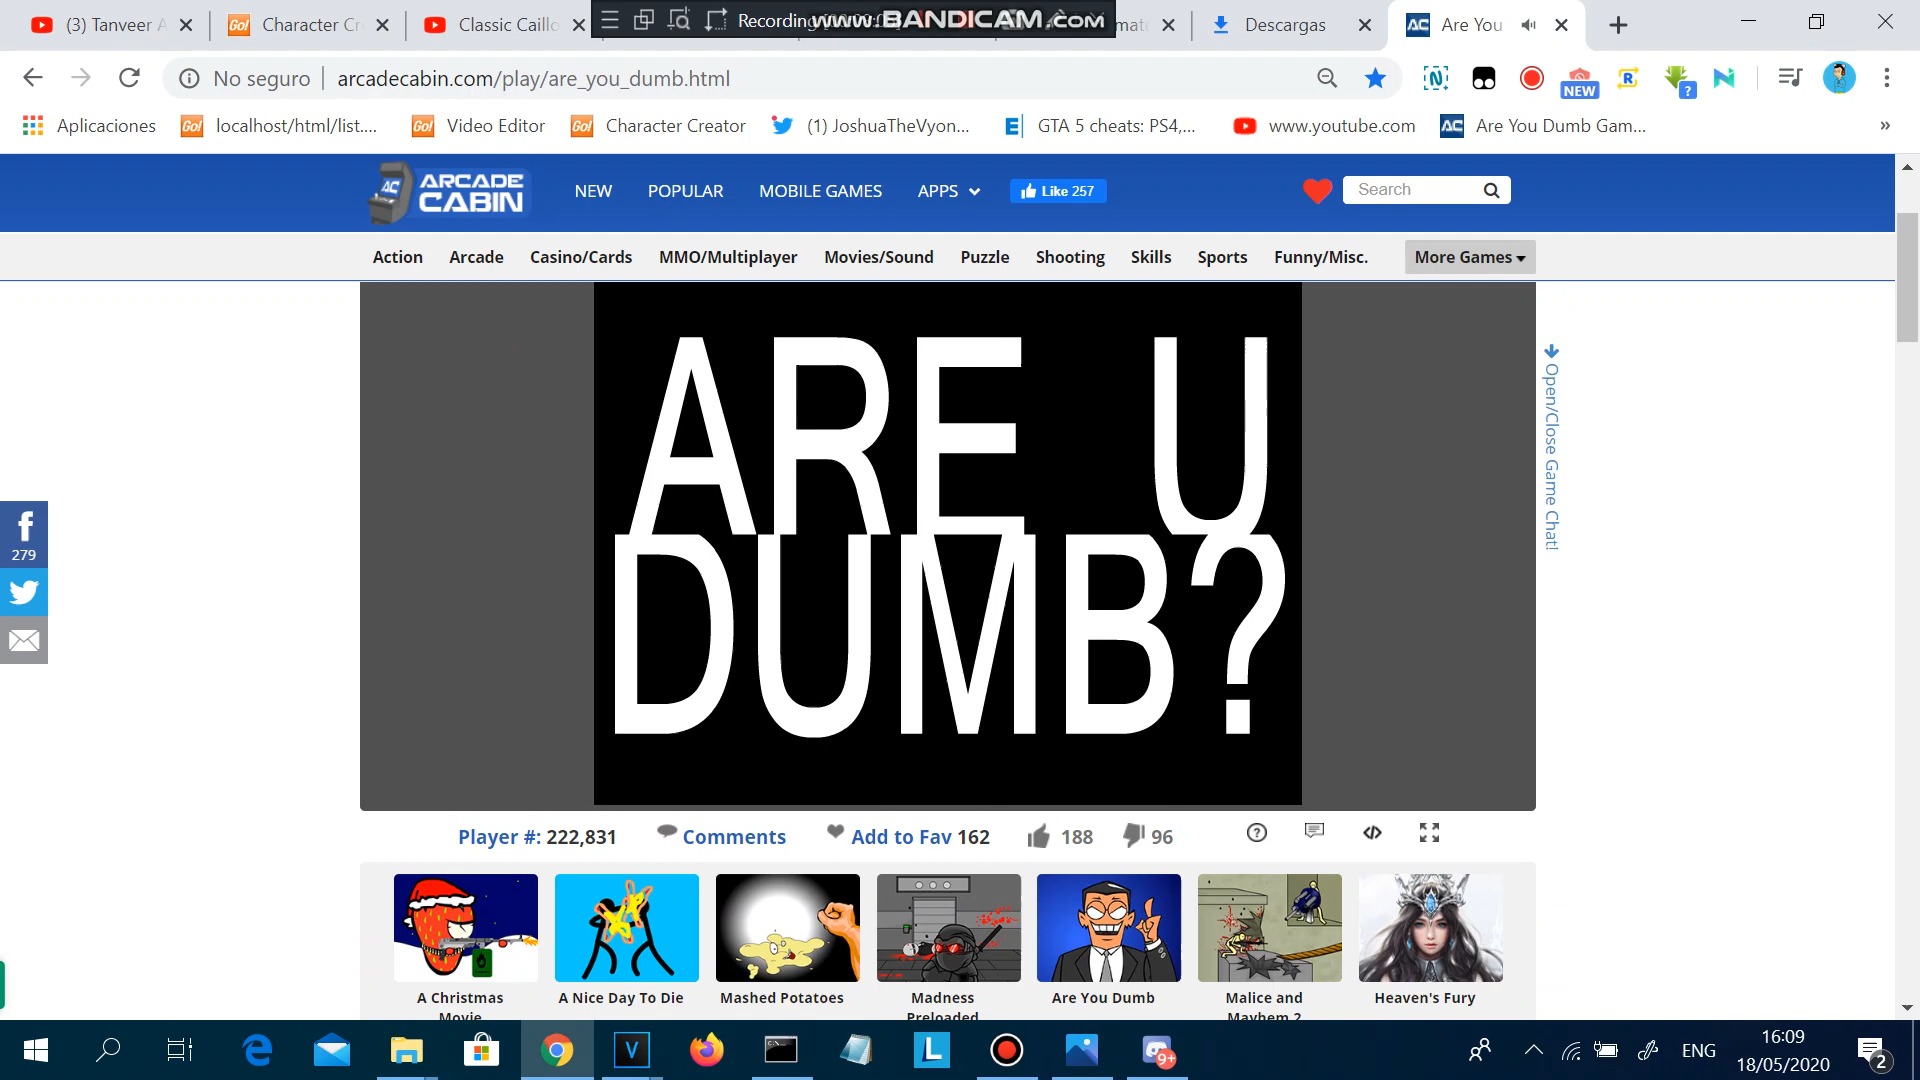 (3) Tanveer A
Character Cr
Classic Caillo
Recording
www.BANDICAM.com
mate
Descargas
Are You
No seguro
arcadecabin.com/play/are_you_dumb.html
NEW
Aplicaciones
localhost/html/list....
Video Editor
Character Creator
(1) JoshuaTheVyon...
GTA 5 cheats: PS4,...
www.youtube.com
Are You Dumb Gam...
»
ARCADE
CABIN
NEW
POPULAR
MOBILE GAMES
APPS
Like 257
Search
Action
Arcade
Casino/Cards
MMO/Multiplayer
Movies/Sound
Puzzle
Shooting
Skills
Sports
Funny/Misc.
More Games
ARE U
DUMB?
Open/Close Game Chat!
279
Player #: 222,831
Comments
Add to Fav 162
188
96
A Christmas
Movie
A Nice Day To Die
Mashed Potatoes
Madness
Preloaded
Are You Dumb
Malice and
Mayhem 2
Heaven's Fury
9+
ENG
16:09
18/05/2020
2